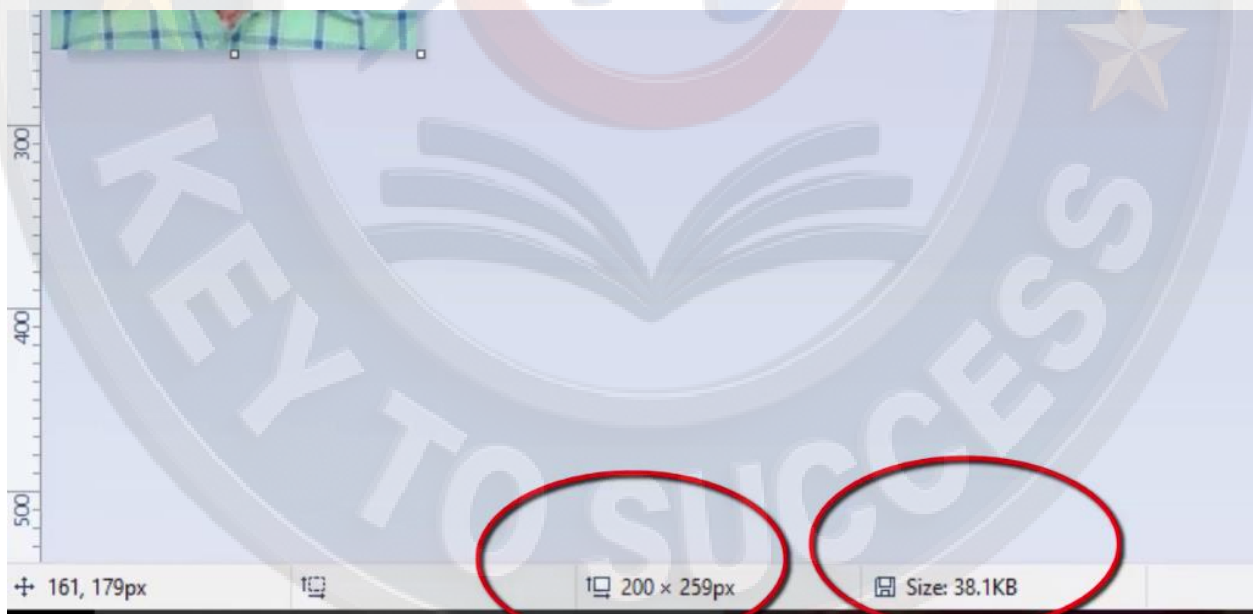 300
400
500
KEY TO SUCCESS
161, 179px
200 × 259px
Size: 38.1KB